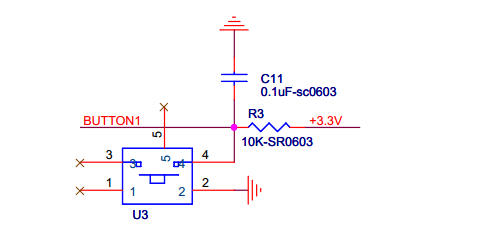 C11
0.1uF-sc0603
R3
BUTTON1
+3.3V
5
10K-SR0603
3
3
5
4
4
1
1
2
2
U3